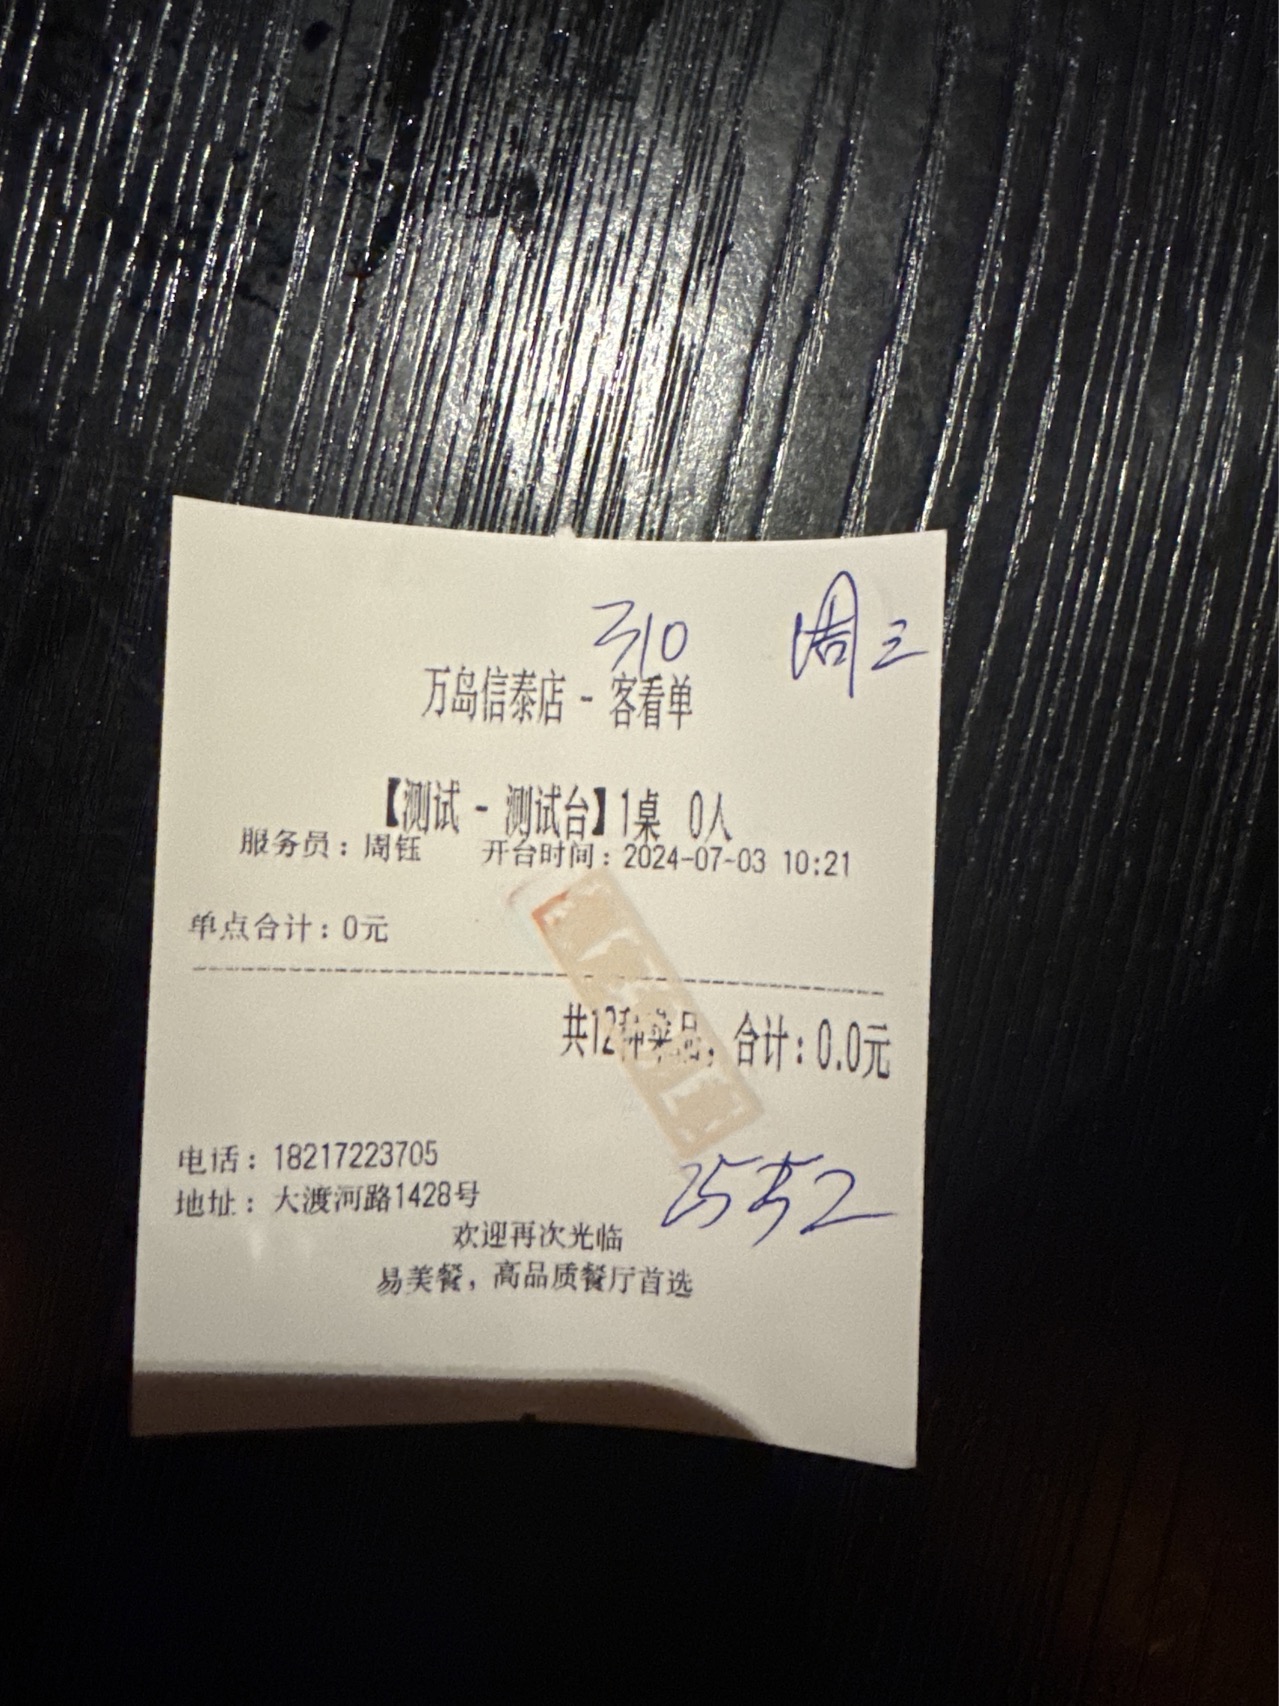 310 周三
万岛信泰店 - 客看单
【测试 - 测试台】1桌 0人
服务员：周钰 开台时间：2024-07-03 10:21
单点合计：0元
共12种菜品，合计：0.0元
电话：18217223705
地址：大渡河路1428号
2552
欢迎再次光临
易美餐，高品质餐厅首选